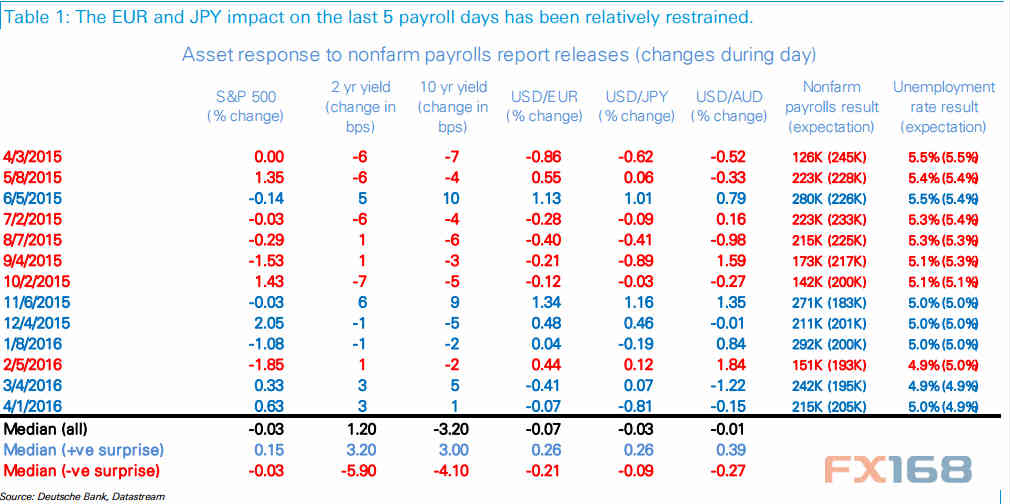 Table 1: The EUR and JPY impact on the last 5 payroll days has been relatively restrained.
Asset response to nonfarm payrolls report releases (changes during day)
S&P 500 (% change) 2 yr yield (change in bps) 10 yr yield (change in bps) USD/EUR (% change) USD/JPY (% change) USD/AUD (% change) Nonfarm payrolls result (expectation) Unemployment rate result (expectation)
4/3/2015 0.00 -6 -7 -0.86 -0.62 -0.52 126K (245K) 5.5% (5.5%)
5/8/2015 1.35 -6 -4 0.55 0.06 -0.33 223K (228K) 5.4% (5.4%)
6/5/2015 -0.14 5 10 1.13 1.01 0.79 280K (226K) 5.5% (5.4%)
7/2/2015 -0.03 -6 -4 -0.28 -0.09 0.16 223K (233K) 5.3% (5.4%)
8/7/2015 -0.29 1 -6 -0.40 -0.41 -0.98 215K (225K) 5.3% (5.3%)
9/4/2015 -1.53 1 -3 -0.21 -0.89 1.59 173K (217K) 5.1% (5.3%)
10/2/2015 1.43 -7 -5 -0.12 -0.03 -0.27 142K (200K) 5.1% (5.1%)
11/6/2015 -0.03 6 9 1.34 1.16 1.35 271K (183K) 5.0% (5.0%)
12/4/2015 2.05 -1 -5 0.48 0.46 -0.01 211K (201K) 5.0% (5.0%)
1/8/2016 -1.08 -1 -2 0.04 -0.19 0.84 292K (200K) 5.0% (5.0%)
2/5/2016 -1.85 1 -2 0.44 0.12 1.84 151K (193K) 4.9% (5.0%)
3/4/2016 0.33 3 5 -0.41 0.07 -1.22 242K (195K) 4.9% (4.9%)
4/1/2016 0.63 3 1 -0.07 -0.81 -0.15 215K (205K) 5.0% (4.9%)
Median (all) -0.03 1.20 -3.20 -0.07 -0.03 -0.01
Median (+ve surprise) 0.15 3.20 3.00 0.26 0.26 0.39
Median (-ve surprise) -0.03 -5.90 -4.10 -0.21 -0.09 -0.27
FX168
Source: Deutsche Bank, Datastream